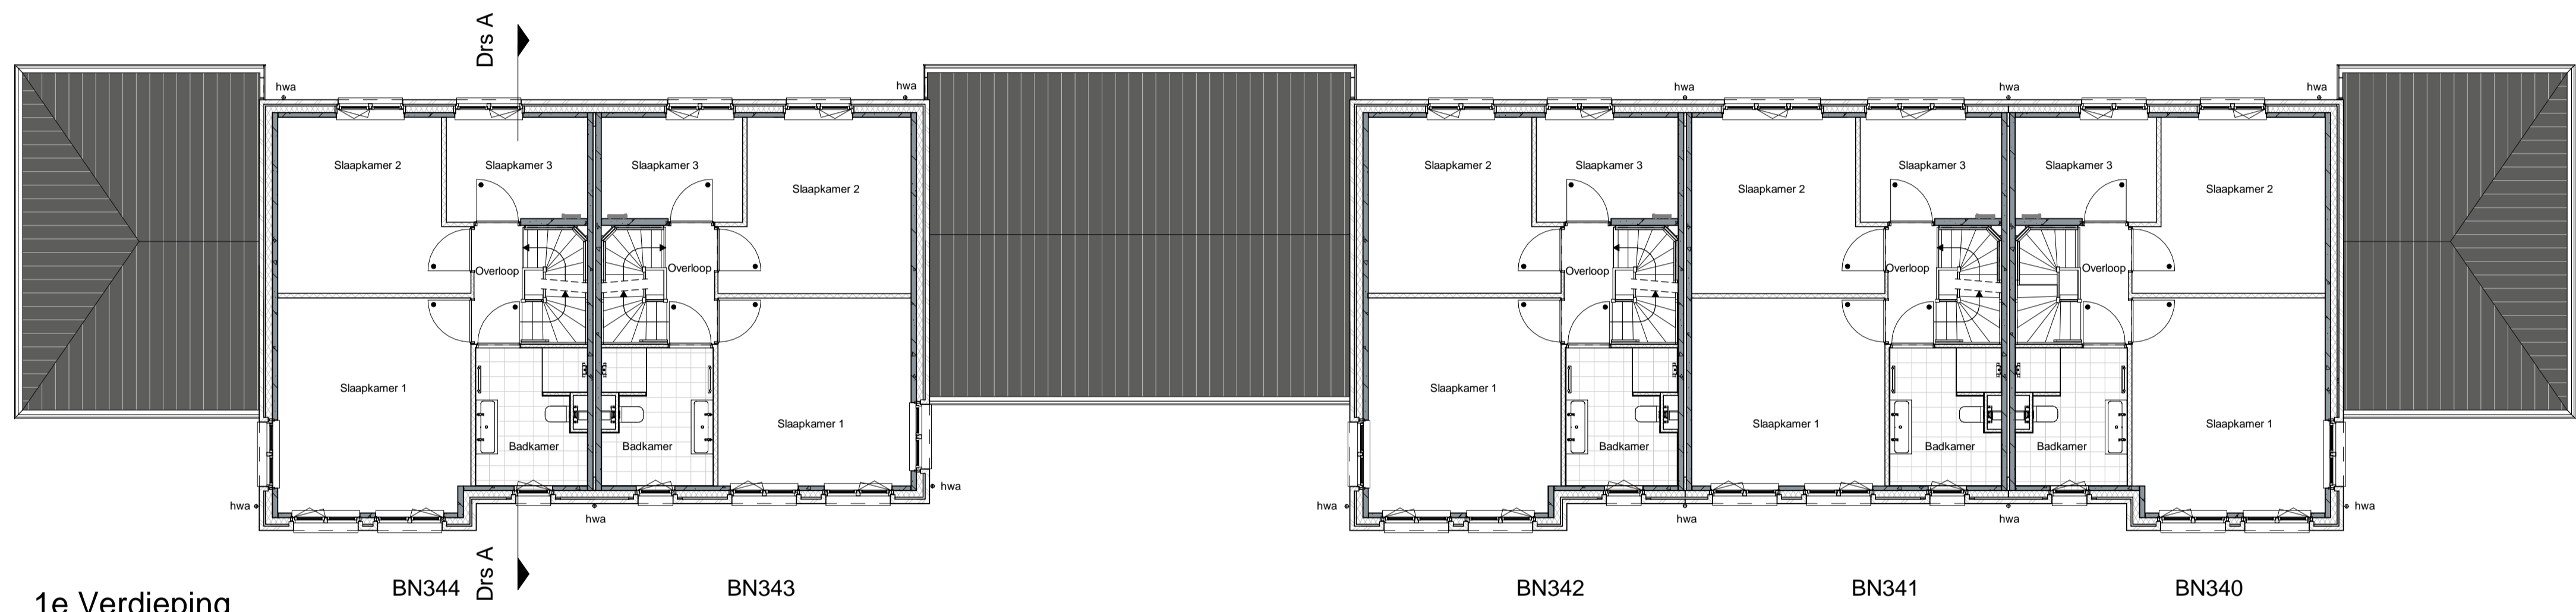 Drs A
hwa
hwa
hwa
hwa
hwa
Slaapkamer 2
Slaapkamer 3
Slaapkamer 3
Slaapkamer 2
Slaapkamer 2
Slaapkamer 3
Slaapkamer 2
Slaapkamer 3
Slaapkamer 3
Slaapkamer 2
Overloop
Overloop
Overloop
Overloop
Overloop
Slaapkamer 1
Slaapkamer 1
Slaapkamer 1
Slaapkamer 1
Slaapkamer 1
Badkamer
Badkamer
Badkamer
Badkamer
Badkamer
hwa
hwa
hwa
hwa
hwa
hwa
hwa
Drs A
BN344
BN343
BN342
BN341
BN340
1e Verdieping